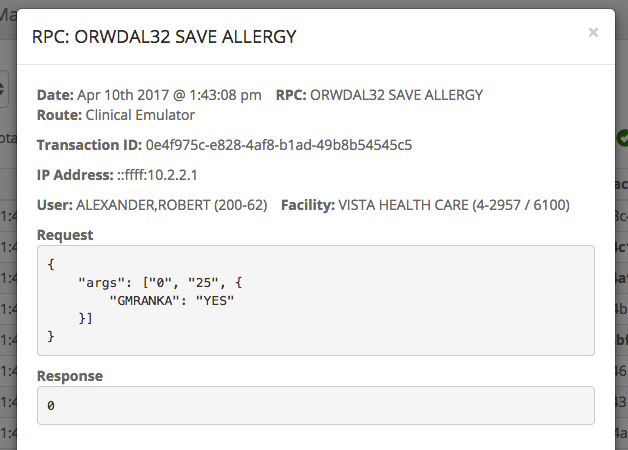 Ma
RPC: ORWDAL32 SAVE ALLERGY
×
Date: Apr 10th 2017 @ 1:43:08 pm RPC: ORWDAL32 SAVE ALLERGY
Route: Clinical Emulator
Transaction ID: 0e4f975c-e828-4af8-b1ad-49b8b54545c5
IP Address: ::ffff:10.2.2.1
User: ALEXANDER,ROBERT (200-62) Facility: VISTA HEALTH CARE (4-2957 / 6100)
Request
{
    "args": ["0", "25", {
        "GMRANKA": "YES"
    }]
}
Response
0